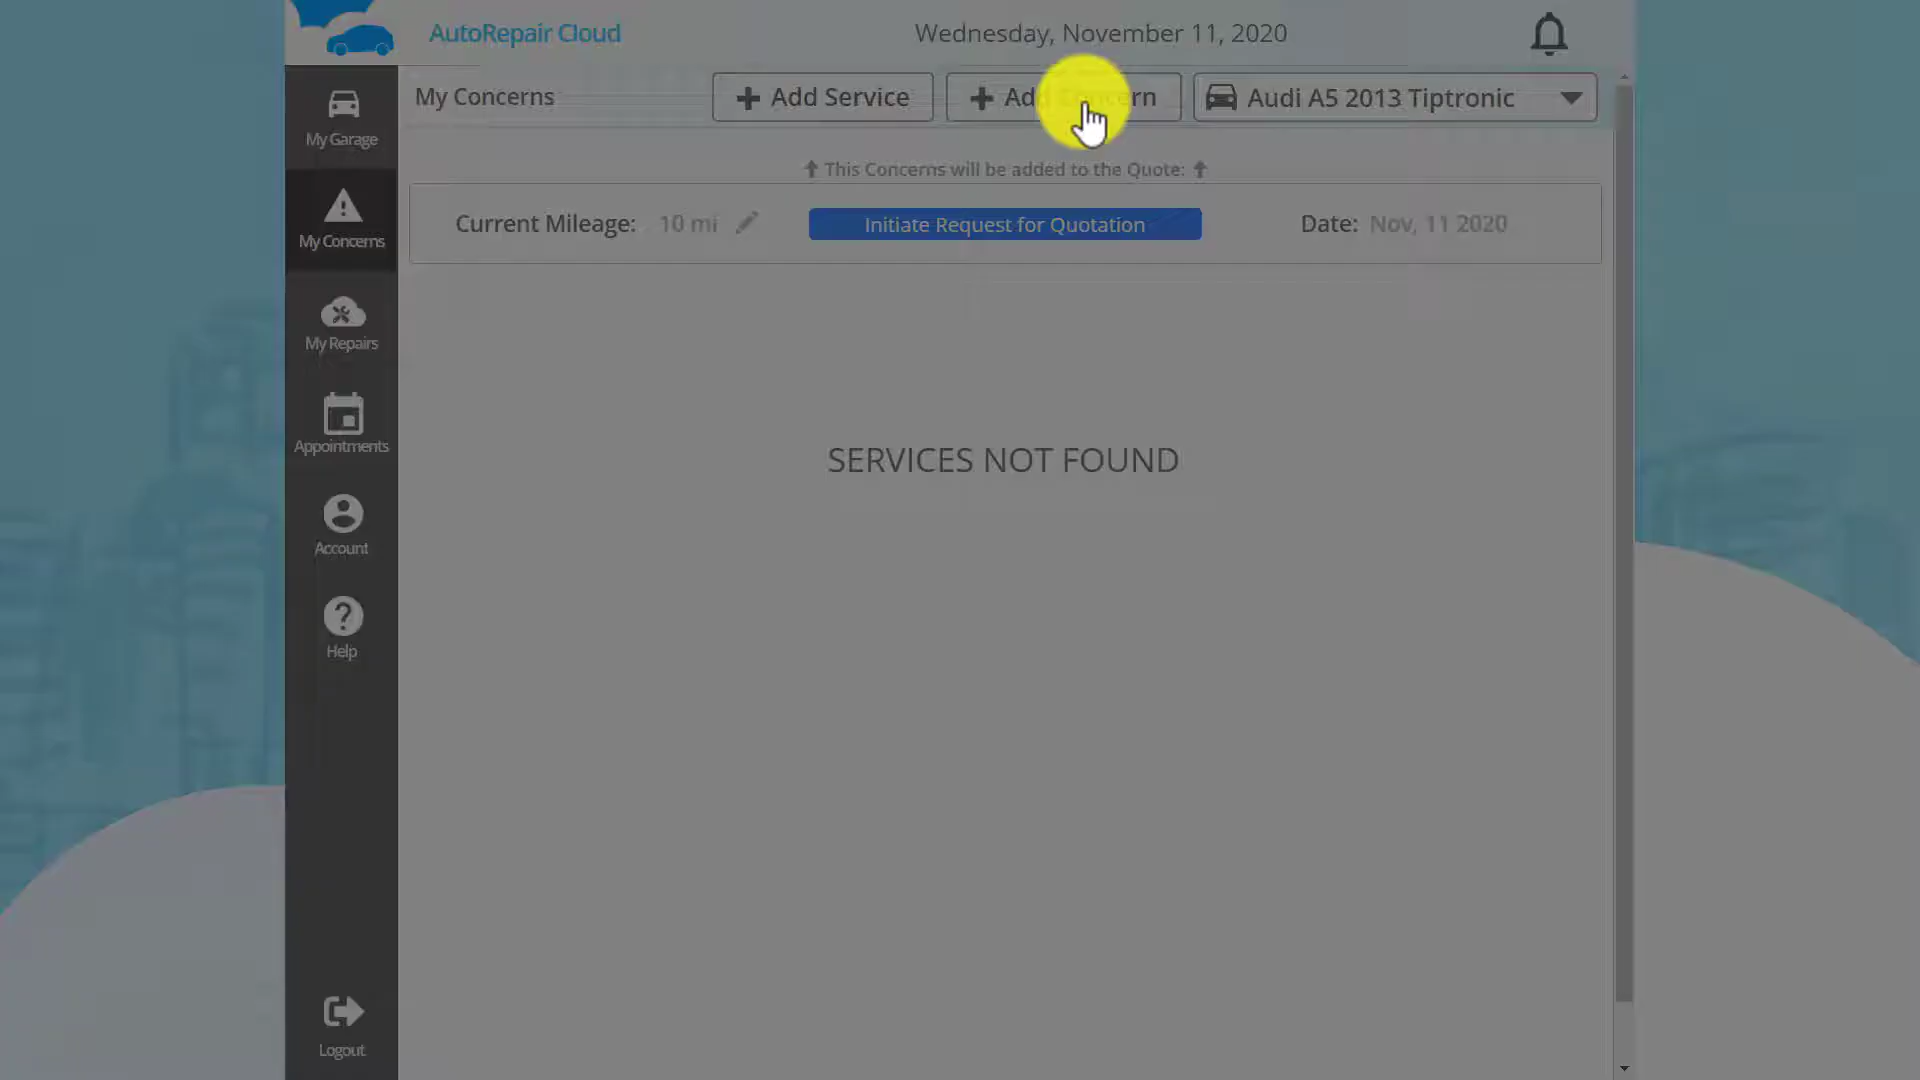 AutoRepair Cloud
Wednesday, November 11, 2020
My Concerns
Add Service
Add Concern
Audi A5 2013 Tiptronic
My Garage
My Concerns
My Repairs
Appointments
Account
Help
Logout
This Concerns will be added to the Quote:
Current Mileage: 10 mi
Initiate Request for Quotation
Date: Nov, 11 2020
SERVICES NOT FOUND